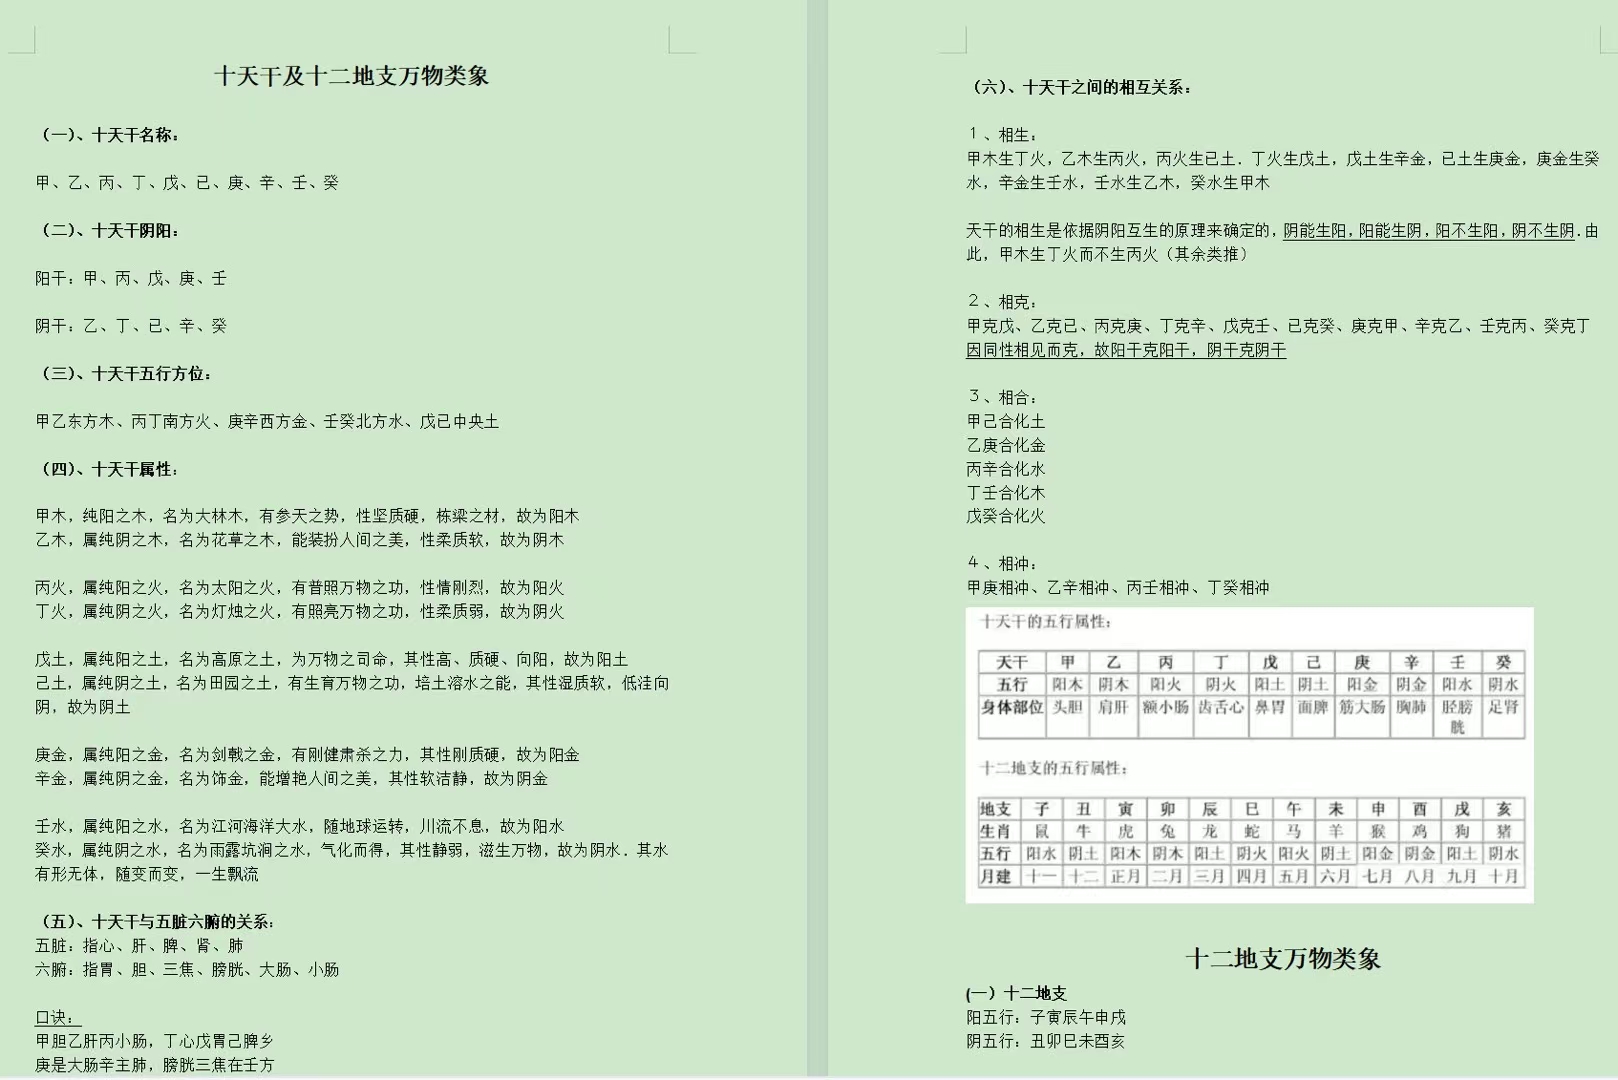 十天干及十二地支万物类象
（一）、十天干名称：
甲、乙、丙、丁、戊、已、庚、辛、壬、癸
（二）、十天干阴阳：
阳干：甲、丙、戊、庚、壬
阴干：乙、丁、已、辛、癸
（三）、十天干五行方位：
甲乙东方木、丙丁南方火、庚辛西方金、壬癸北方水、戊已中央土
（四）、十天干属性：
甲木，纯阳之木，名为大林木，有参天之势，性坚质硬，栋梁之材，故为阳木
乙木，属纯阴之木，名为花草之木，能装扮人间之美，性柔质软，故为阴木
丙火，属纯阳之火，名为太阳之火，有普照万物之功，性情刚烈，故为阳火
丁火，属纯阴之火，名为灯烛之火，有照亮万物之功，性柔质弱，故为阴火
戊土，属纯阳之土，名为高原之土，为万物之司命，其性高、质硬、向阳，故为阳土
己土，属纯阴之土，名为田园之土，有生育万物之功，培土溶水之能，其性湿质软，低洼向
阴，故为阴土
庚金，属纯阳之金，名为剑戟之金，有刚健肃杀之力，其性刚质硬，故为阳金
辛金，属纯阴之金，名为饰金，能增艳人间之美，其性软洁静，故为阴金
壬水，属纯阳之水，名为江河海洋大水，随地球运转，川流不息，故为阳水
癸水，属纯阴之水，名为雨露坑涧之水，气化而得，其性静弱，滋生万物，故为阴水．其水
有形无体，随变而变，一生飘流
（五）、十天干与五脏六腑的关系：
五脏：指心、肝、脾、肾、肺
六腑：指胃、胆、三焦、膀胱、大肠、小肠
口诀：
甲胆乙肝丙小肠，丁心戊胃己脾乡
庚是大肠辛主肺，膀胱三焦在壬方
（六）、十天干之间的相互关系：
１、相生：
甲木生丁火，乙木生丙火，丙火生已土．丁火生戊土，戊土生辛金，已土生庚金，庚金生癸
水，辛金生壬水，壬水生乙木，癸水生甲木
天干的相生是依据阴阳互生的原理来确定的，阴能生阳，阳能生阴，阳不生阳，阴不生阴．由
此，甲木生丁火而不生丙火（其余类推）
２、相克：
甲克戊、乙克已、丙克庚、丁克辛、戊克壬、已克癸、庚克甲、辛克乙、壬克丙、癸克丁
因同性相见而克，故阳干克阳干，阴干克阴干
３、相合：
甲己合化土
乙庚合化金
丙辛合化水
丁壬合化木
戊癸合化火
４、相冲：
甲庚相冲、乙辛相冲、丙壬相冲、丁癸相冲
十天干的五行属性：
天干 甲 乙 丙 丁 戊 己 庚 辛 壬 癸
五行 阳木 阴木 阳火 阴火 阳土 阴土 阳金 阴金 阳水 阴水
身体部位 头胆 肩肝 额小肠 齿舌心 鼻胃 面脾 筋大肠 胸肺 胫膀胱 足肾
十二地支的五行属性：
地支 子 丑 寅 卯 辰 巳 午 未 申 酉 戌 亥
生肖 鼠 牛 虎 兔 龙 蛇 马 羊 猴 鸡 狗 猪
五行 阳水 阴土 阳木 阴木 阳土 阴火 阳火 阴土 阳金 阴金 阳土 阴水
月建 十一 十二 正月 二月 三月 四月 五月 六月 七月 八月 九月 十月
十二地支万物类象
(一）十二地支
阳五行：子寅辰午申戌
阴五行：丑卯巳未酉亥